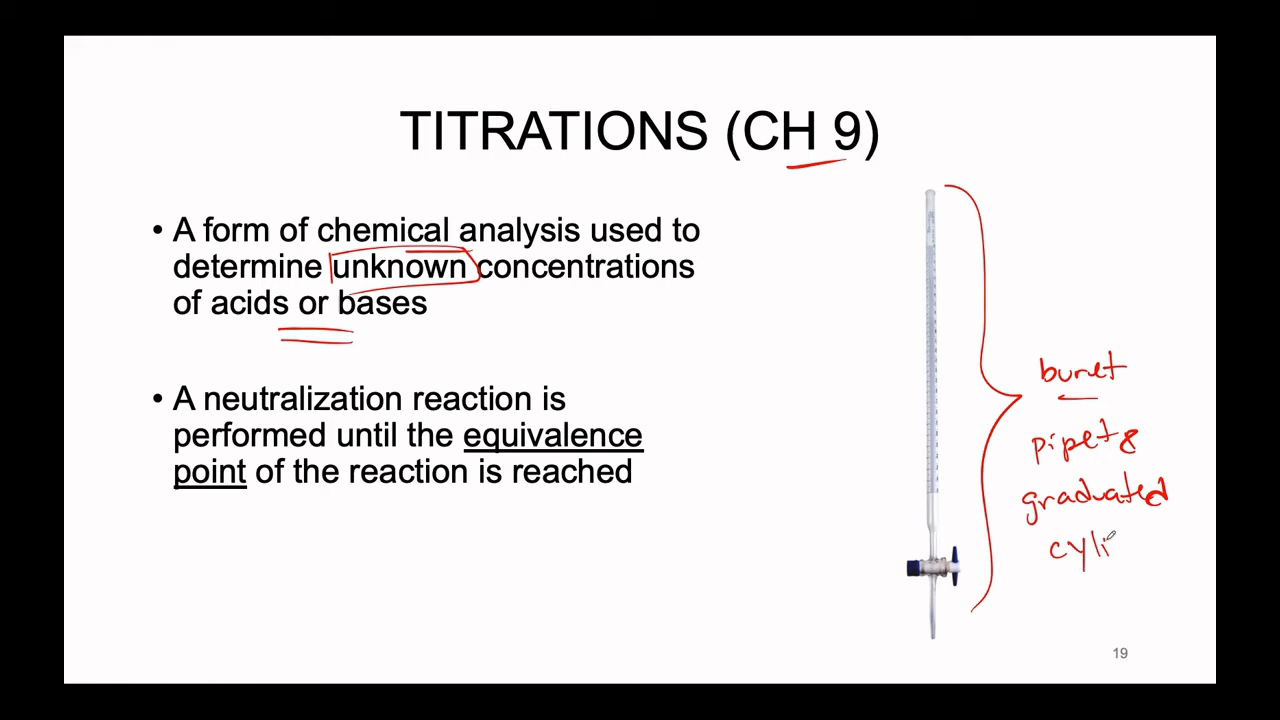 TITRATIONS (CH 9)
• A form of chemical analysis used to
determine unknown concentrations
of acids or bases
• A neutralization reaction is
performed until the equivalence
point of the reaction is reached
buret
pipet &
graduated
cyli
19